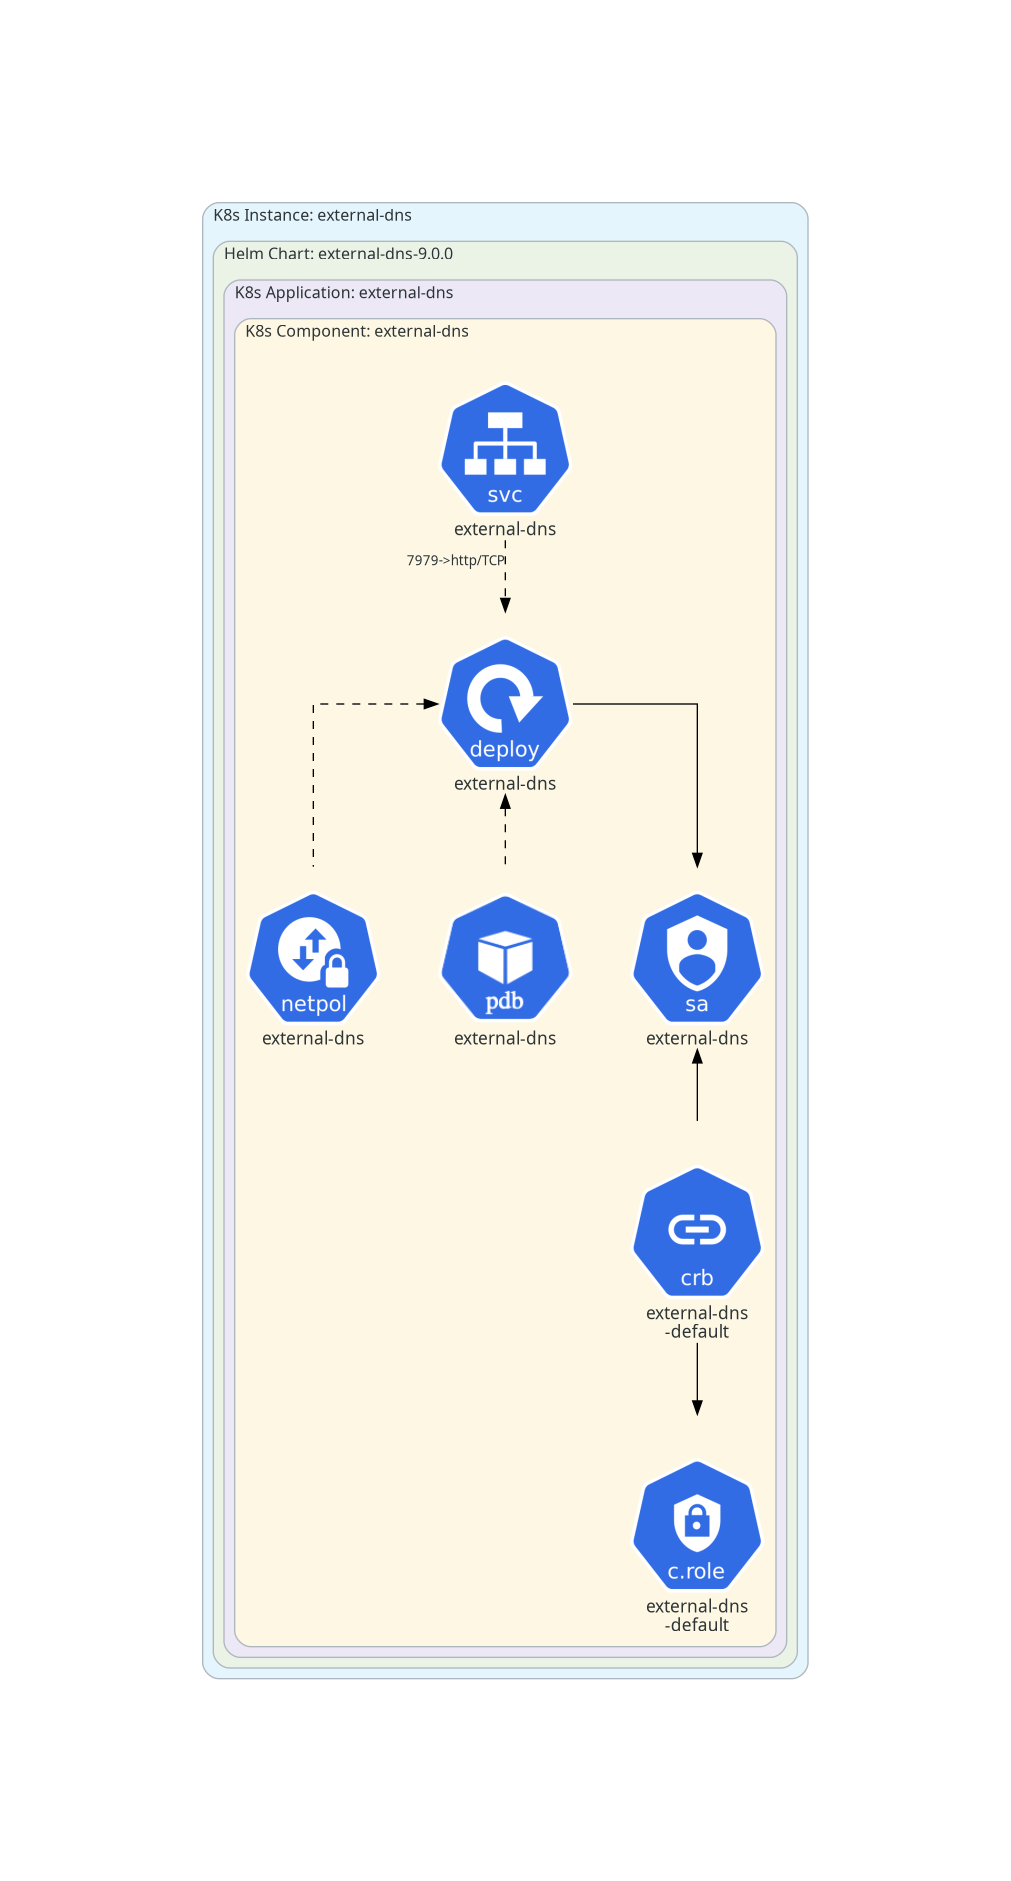 K8s Instance: external-dns
Helm Chart: external-dns-9.0.0
K8s Application: external-dns
K8s Component: external-dns
svc
external-dns
7979->http/TCP
deploy
external-dns
netpol
external-dns
pdb
external-dns
sa
external-dns
crb
external-dns
-default
c.role
external-dns
-default